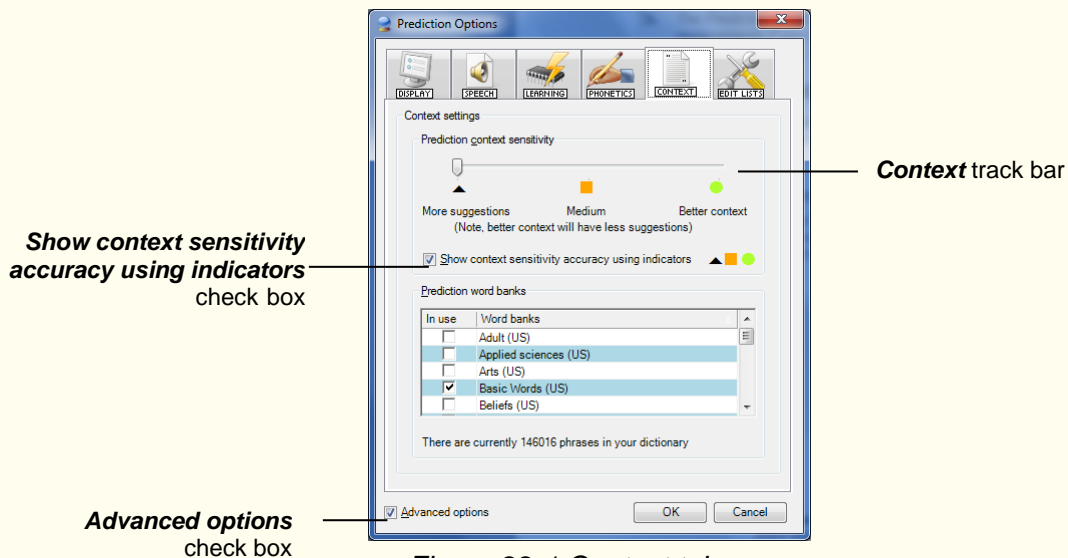 Prediction Options
DISPLAY SPEECH LEARNING PHONETICS CONTEXT EDIT LISTS
Context settings
Prediction context sensitivity
Context track bar
More suggestions Medium Better context
(Note, better context will have less suggestions)
Show context sensitivity
accuracy using indicators
check box
Show context sensitivity accuracy using indicators
Prediction word banks
In use Word banks
Adult (US)
Applied sciences (US)
Arts (US)
Basic Words (US)
Beliefs (US)
There are currently 146016 phrases in your dictionary
Advanced options
check box
Advanced options OK Cancel